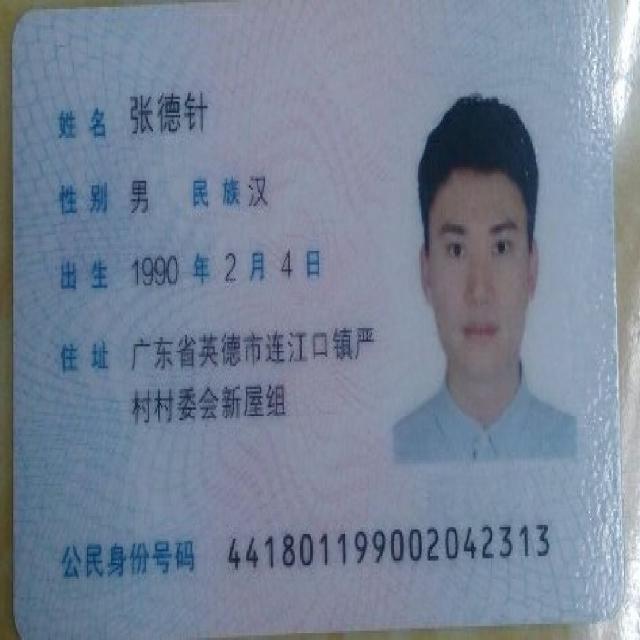 姓名 张德针
性别 男 民族 汉
出生 1990 年 2 月 4 日
住址 广东省英德市连江口镇严
村村委会新屋组
公民身份号码 441801199002042313